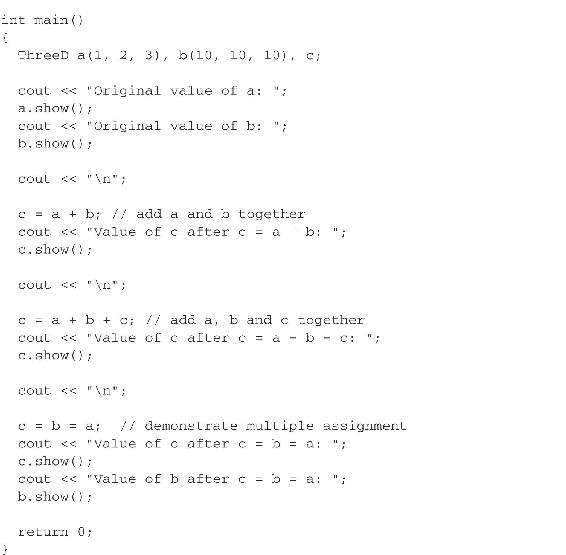 int main()
{
  ThreeD a(1, 2, 3), b(10, 10, 10), c;

  cout << "Original value of a: ";
  a.show();
  cout << "Original value of b: ";
  b.show();

  cout << "\n";

  c = a + b; // add a and b together
  cout << "Value of c after c = a - b: ";
  c.show();

  cout << "\n";

  c = a + b + c; // add a, b and c together
  cout << "Value of c after c = a - b - c: ";
  c.show();

  cout << "\n";

  c = b = a;  // demonstrate multiple assignment
  cout << "Value of c after c = b = a: ";
  c.show();
  cout << "Value of b after c = b = a: ";
  b.show();

  return 0;
}